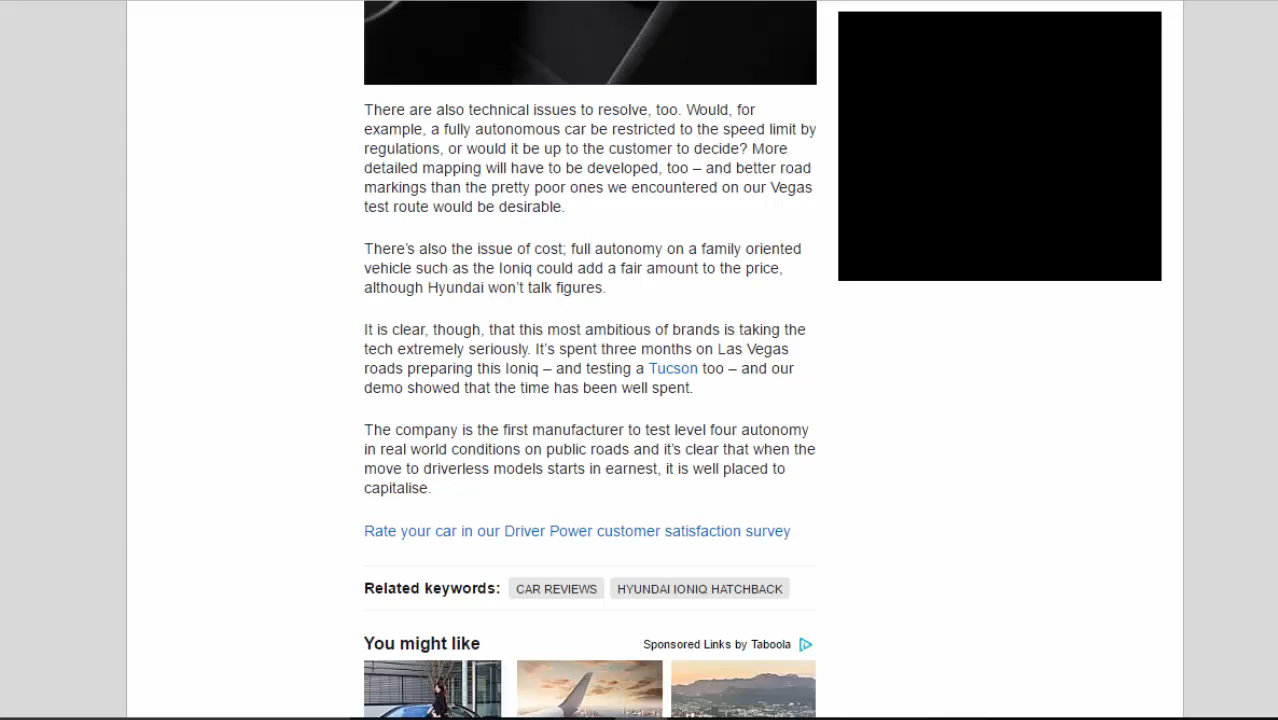 There are also technical issues to resolve, too. Would, for
example, a fully autonomous car be restricted to the speed limit by
regulations, or would it be up to the customer to decide? More
detailed mapping will have to be developed, too – and better road
markings than the pretty poor ones we encountered on our Vegas
test route would be desirable.
There’s also the issue of cost; full autonomy on a family oriented
vehicle such as the Ioniq could add a fair amount to the price,
although Hyundai won’t talk figures.
It is clear, though, that this most ambitious of brands is taking the
tech extremely seriously. It’s spent three months on Las Vegas
roads preparing this Ioniq – and testing a Tucson too – and our
demo showed that the time has been well spent.
The company is the first manufacturer to test level four autonomy
in real world conditions on public roads and it’s clear that when the
move to driverless models starts in earnest, it is well placed to
capitalise.
Rate your car in our Driver Power customer satisfaction survey
Related keywords: CAR REVIEWS HYUNDAI IONIQ HATCHBACK
You might like Sponsored Links by Taboola